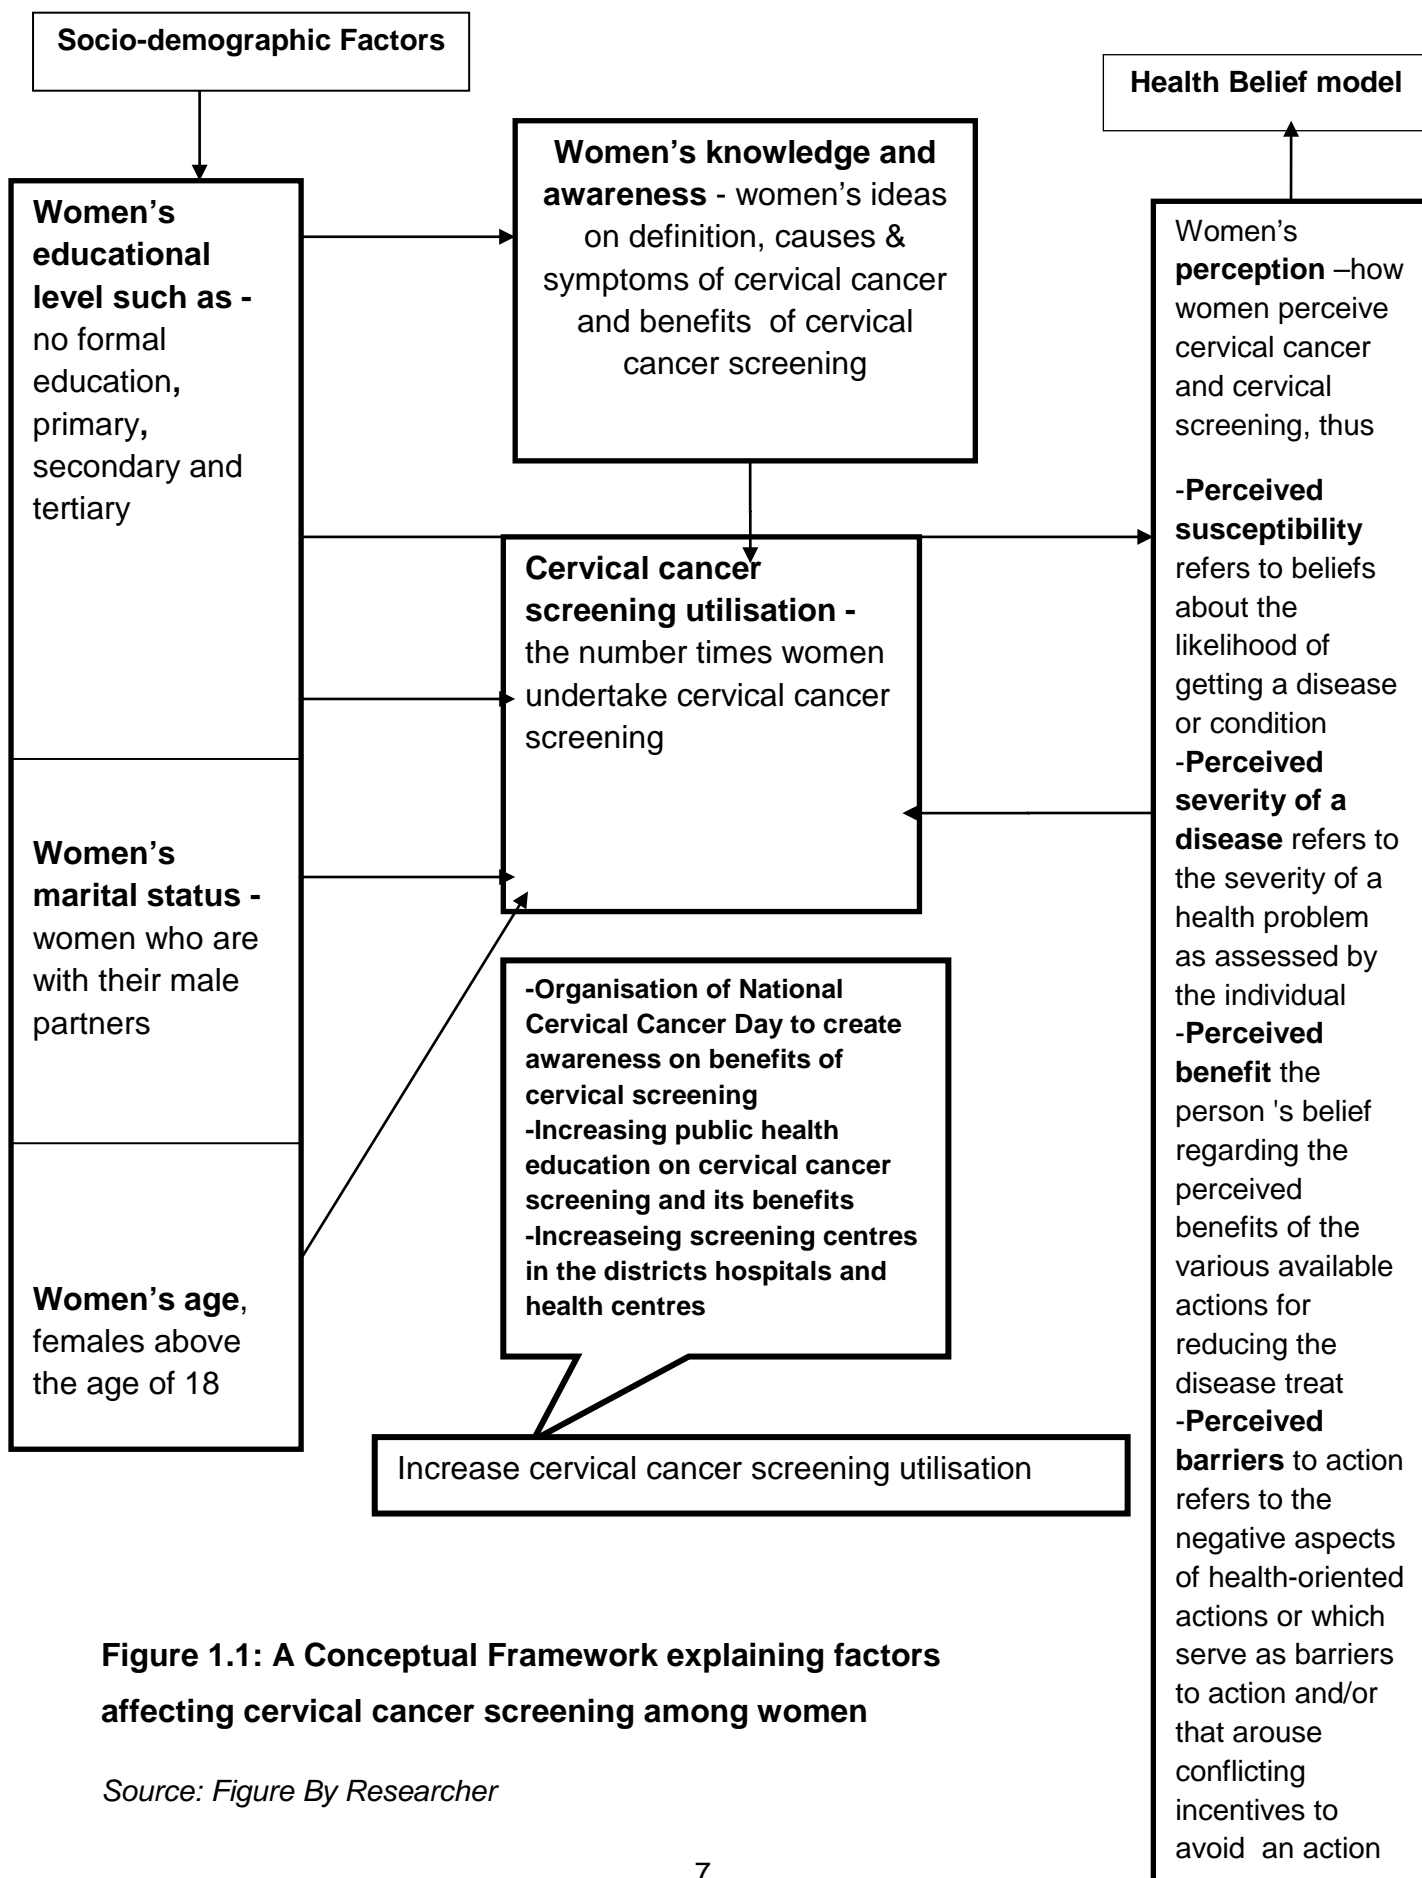 Socio-demographic Factors
Health Belief model
Women's
educational
level such as -
no formal
education,
primary,
secondary and
tertiary
Women's
marital status -
women who are
with their male
partners
Women's age,
females above
the age of 18
Women's knowledge and
awareness - women's ideas
on definition, causes &
symptoms of cervical cancer
and benefits of cervical
cancer screening
Cervical cancer
screening utilisation -
the number times women
undertake cervical cancer
screening
-Organisation of National
Cervical Cancer Day to create
awareness on benefits of
cervical screening
-Increasing public health
education on cervical cancer
screening and its benefits
-Increaseing screening centres
in the districts hospitals and
health centres
Increase cervical cancer screening utilisation
Women's
perception –how
women perceive
cervical cancer
and cervical
screening, thus
-Perceived
susceptibility
refers to beliefs
about the
likelihood of
getting a disease
or condition
-Perceived
severity of a
disease refers to
the severity of a
health problem
as assessed by
the individual
-Perceived
benefit the
person 's belief
regarding the
perceived
benefits of the
various available
actions for
reducing the
disease treat
-Perceived
barriers to action
refers to the
negative aspects
of health-oriented
actions or which
serve as barriers
to action and/or
that arouse
conflicting
incentives to
avoid an action
Figure 1.1: A Conceptual Framework explaining factors
affecting cervical cancer screening among women
Source: Figure By Researcher
7